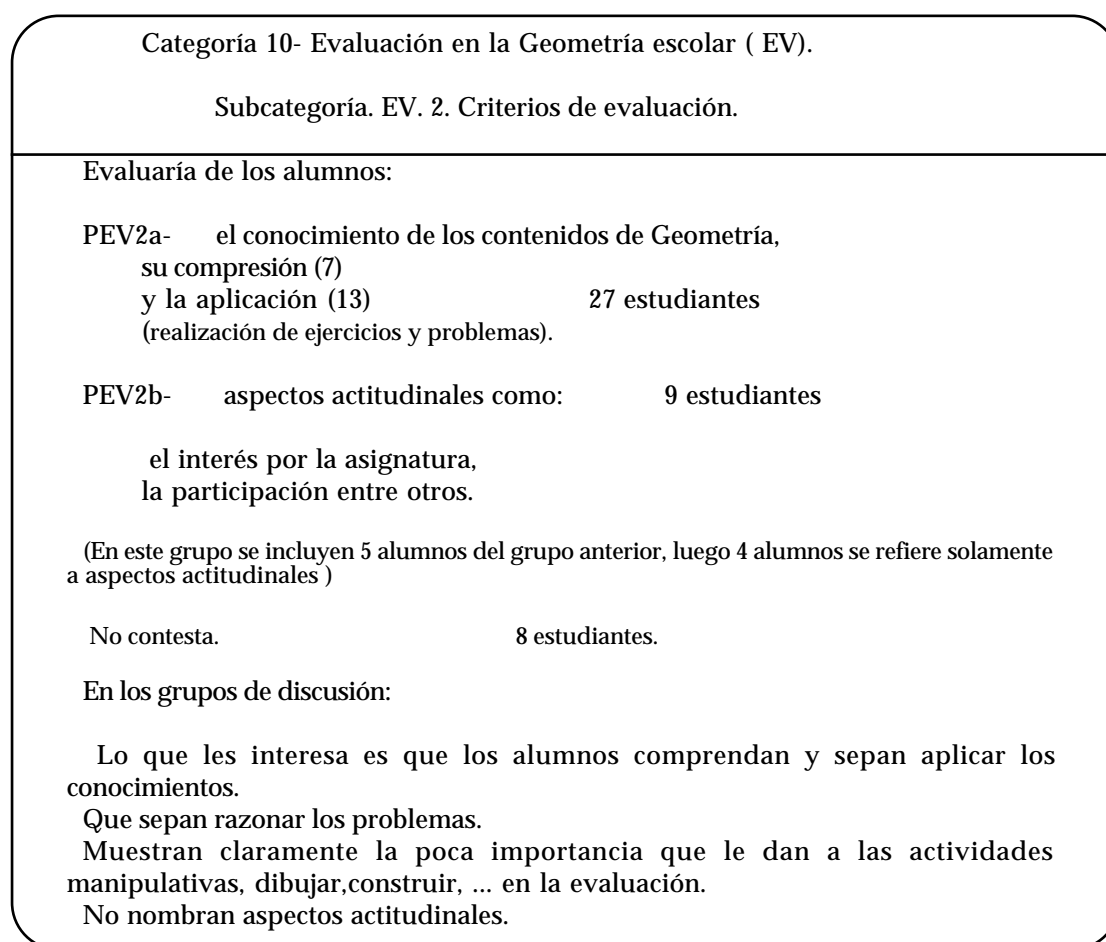 Categoría 10- Evaluación en la Geometría escolar ( EV).
Subcategoría. EV. 2. Criterios de evaluación.
Evaluaría de los alumnos:
PEV2a- el conocimiento de los contenidos de Geometría,
su compresión (7)
y la aplicación (13) 27 estudiantes
(realización de ejercicios y problemas).
PEV2b- aspectos actitudinales como: 9 estudiantes
el interés por la asignatura,
la participación entre otros.
(En este grupo se incluyen 5 alumnos del grupo anterior, luego 4 alumnos se refiere solamente
a aspectos actitudinales )
No contesta. 8 estudiantes.
En los grupos de discusión:
Lo que les interesa es que los alumnos comprendan y sepan aplicar los
conocimientos.
Que sepan razonar los problemas.
Muestran claramente la poca importancia que le dan a las actividades
manipulativas, dibujar,construir, ... en la evaluación.
No nombran aspectos actitudinales.